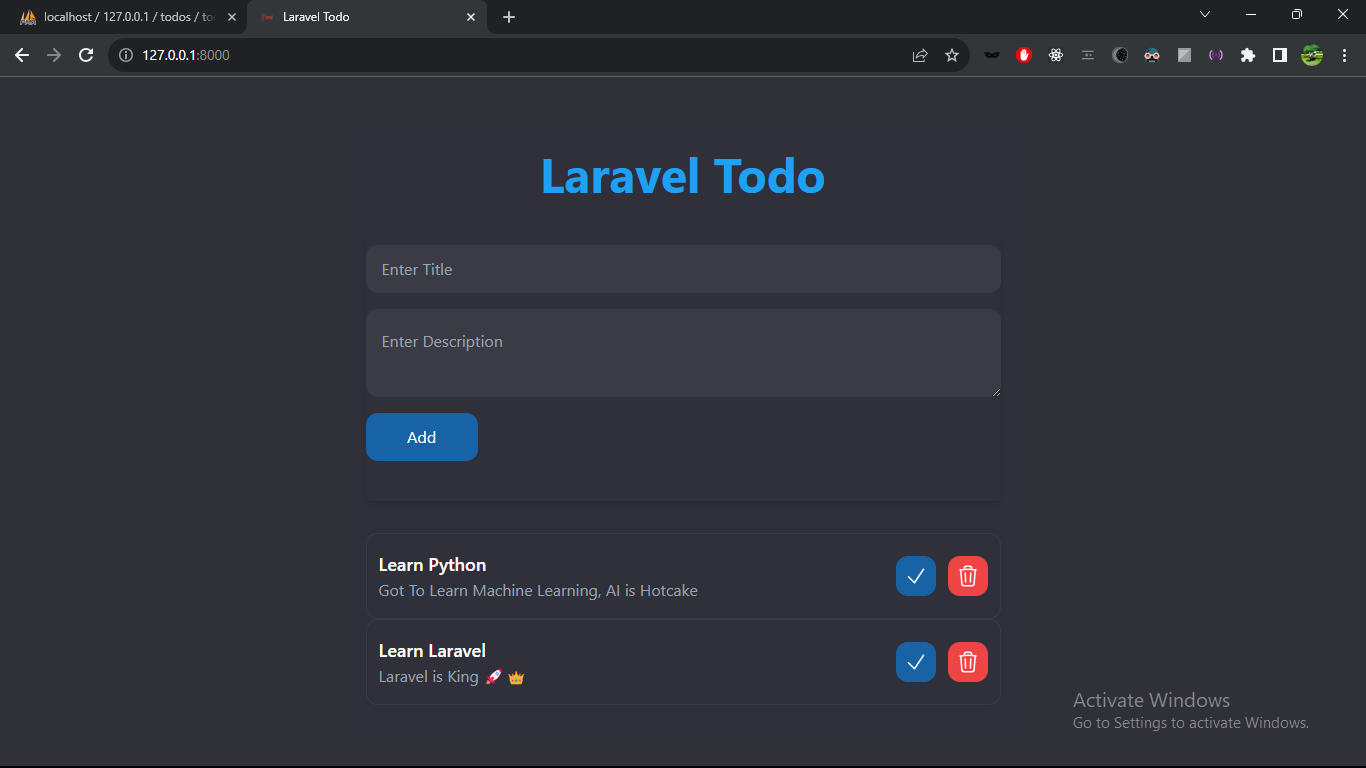 localhost / 127.0.0.1 / todos / to
Laravel Todo
127.0.0.1:8000
Laravel Todo
Enter Title
Enter Description
Add
Learn Python
Got To Learn Machine Learning, AI is Hotcake
Learn Laravel
Laravel is King 🚀 👑
Activate Windows
Go to Settings to activate Windows.